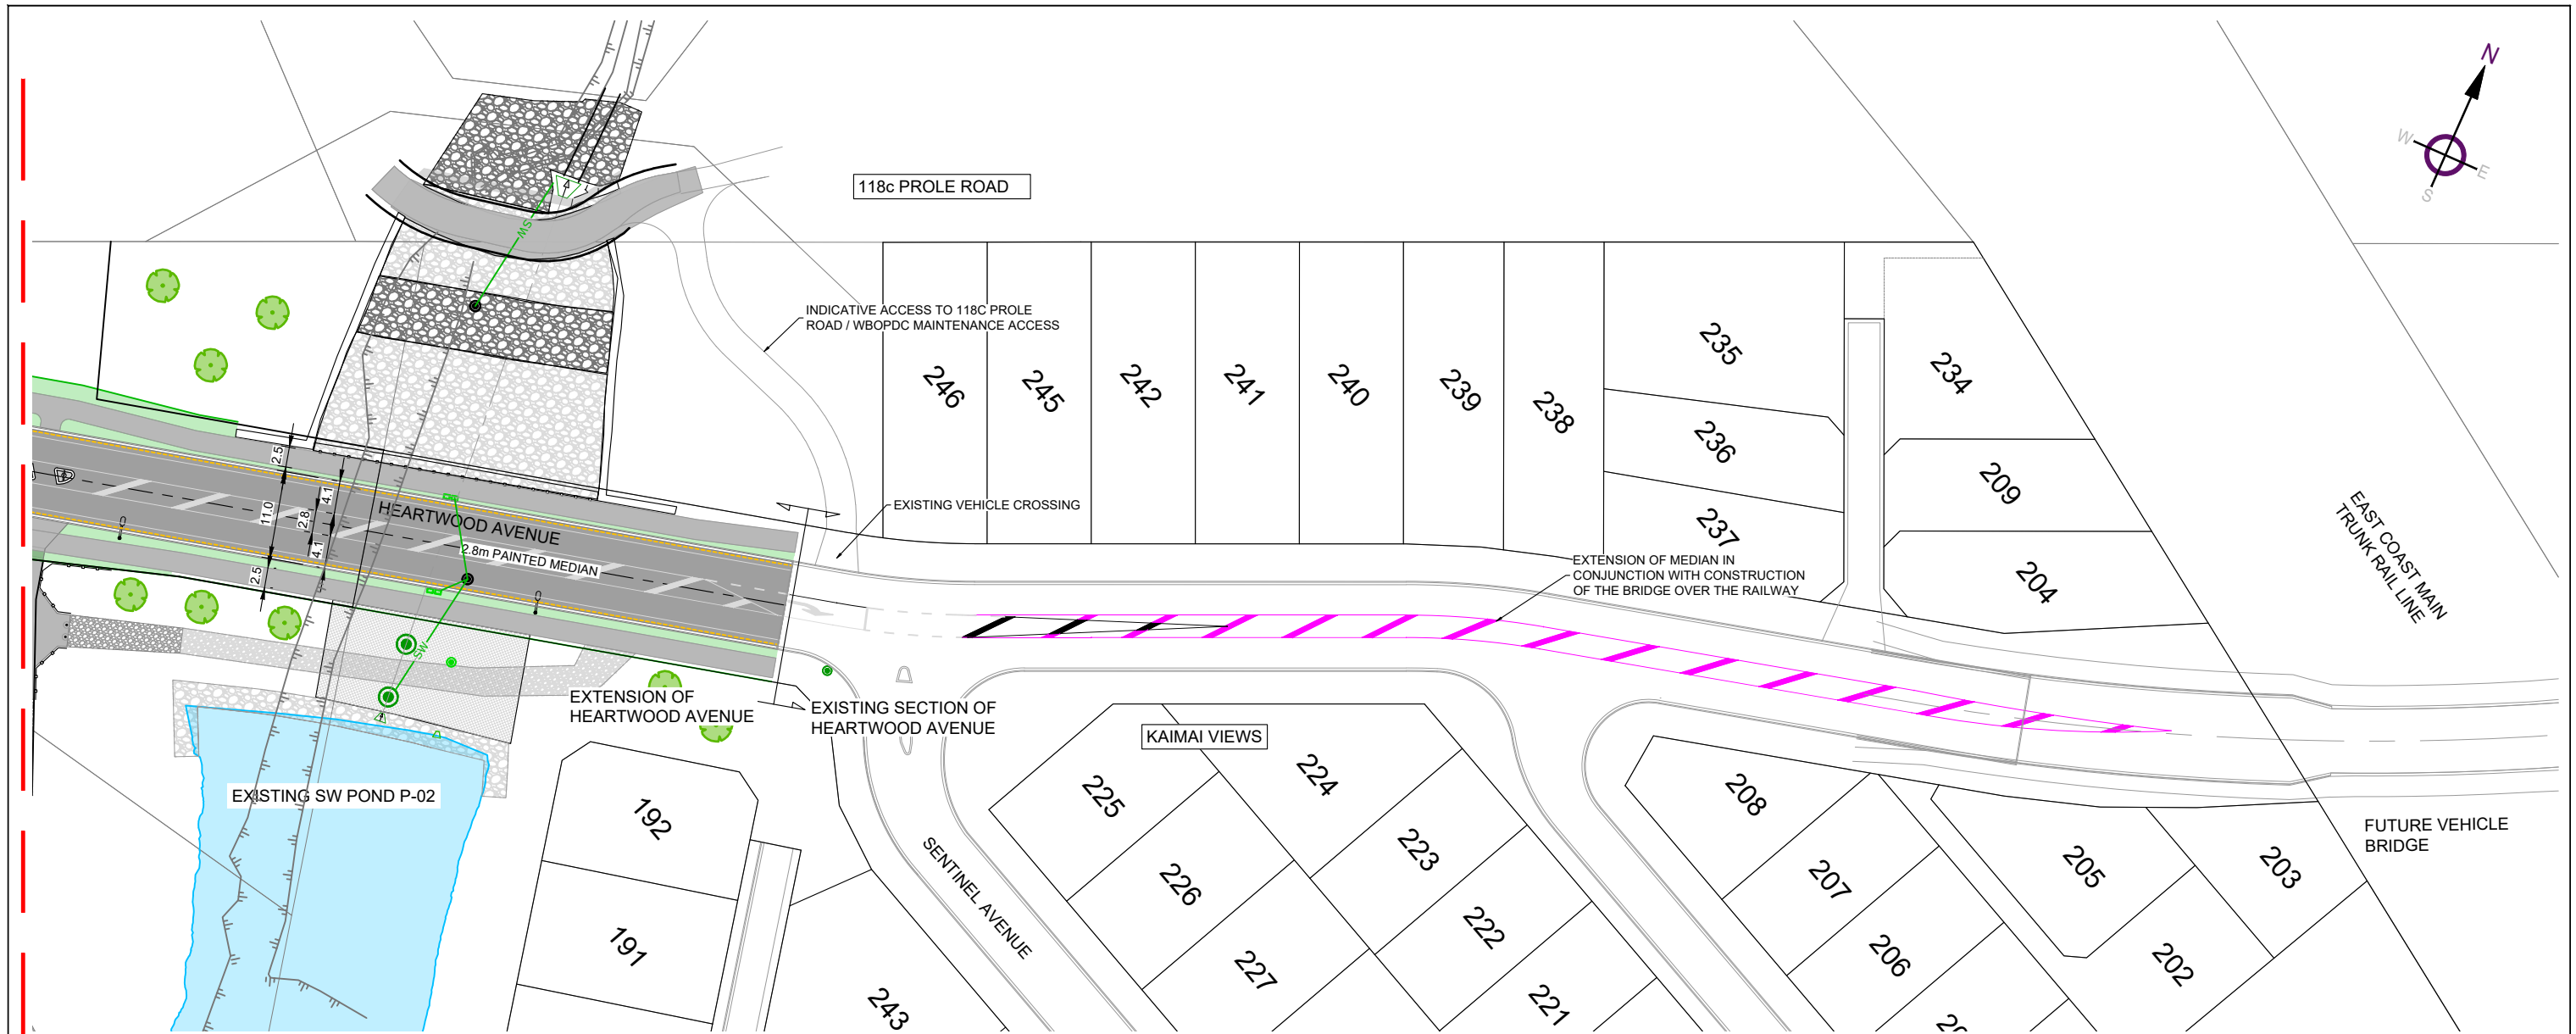 N
W
E
S
118c PROLE ROAD
SW
INDICATIVE ACCESS TO 118C PROLE
ROAD / WBOPDC MAINTENANCE ACCESS
246
245
242
241
240
239
238
235
236
237
234
209
204
EXISTING VEHICLE CROSSING
2.5
11.0
4.1
2.8
4.1
2.5
HEARTWOOD AVENUE
2.8m PAINTED MEDIAN
EXTENSION OF MEDIAN IN
CONJUNCTION WITH CONSTRUCTION
OF THE BRIDGE OVER THE RAILWAY
EAST COAST MAIN
TRUNK RAIL LINE
SW
EXTENSION OF
HEARTWOOD AVENUE
EXISTING SECTION OF
HEARTWOOD AVENUE
KAIMAI VIEWS
EXISTING SW POND P-02
192
191
243
SENTINEL AVENUE
225
224
226
223
227
222
221
208
207
206
205
203
202
FUTURE VEHICLE
BRIDGE